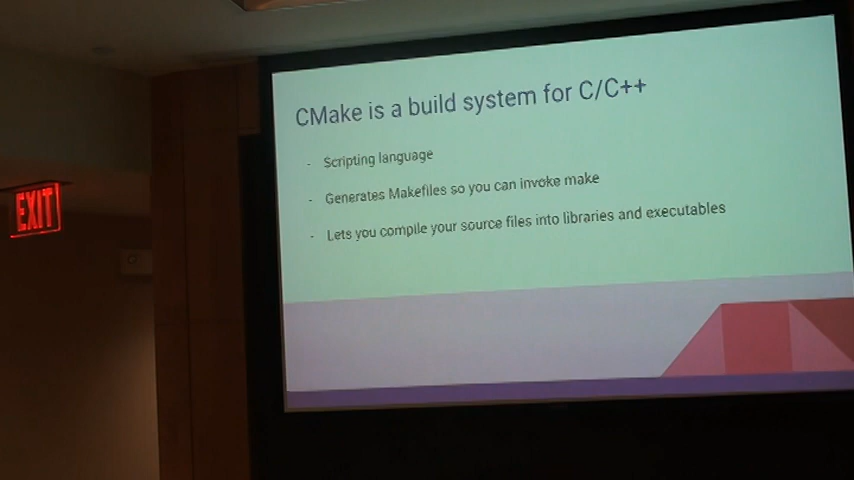 CMake is a build system for C/C++
- Scripting language
- Generates Makefiles so you can invoke make
- Lets you compile your source files into libraries and executables
EXIT